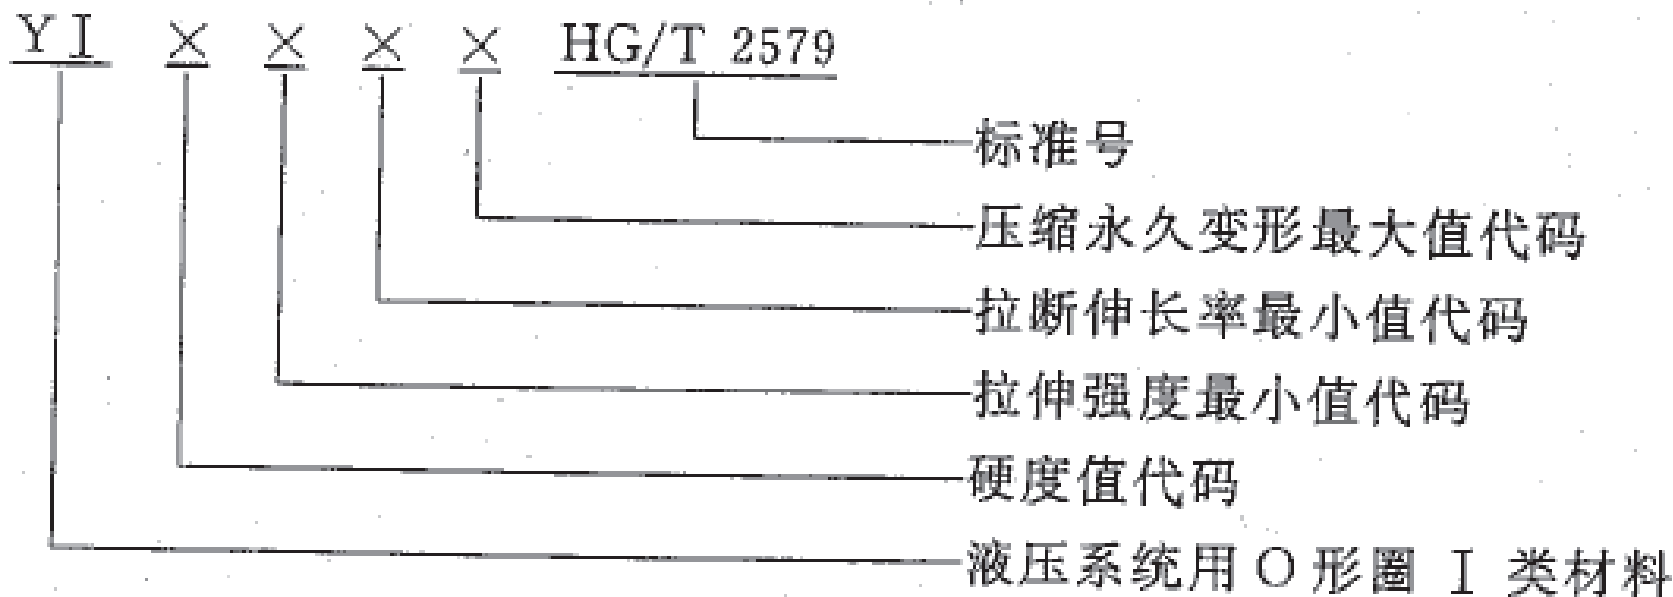 YⅠ × × × × HG/T 2579
标准号
压缩永久变形最大值代码
拉断伸长率最小值代码
拉伸强度最小值代码
硬度值代码
液压系统用O形圈Ⅰ类材料